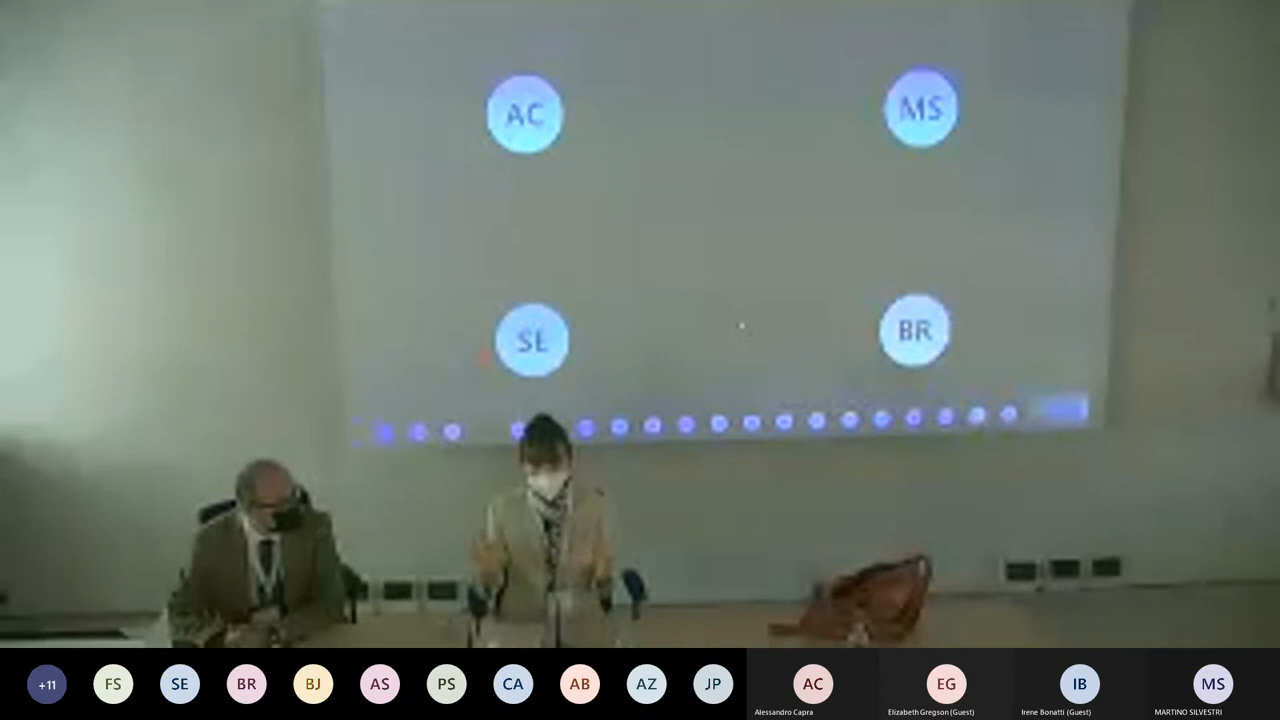 AC
MS
SE
BR
+11
FS
SE
BR
BJ
AS
PS
CA
AB
AZ
JP
AC
EG
IB
MS
Alessandro Capra
Elizabeth Gregson (Guest)
Irene Bonatti (Guest)
MARTINO SILVESTRI